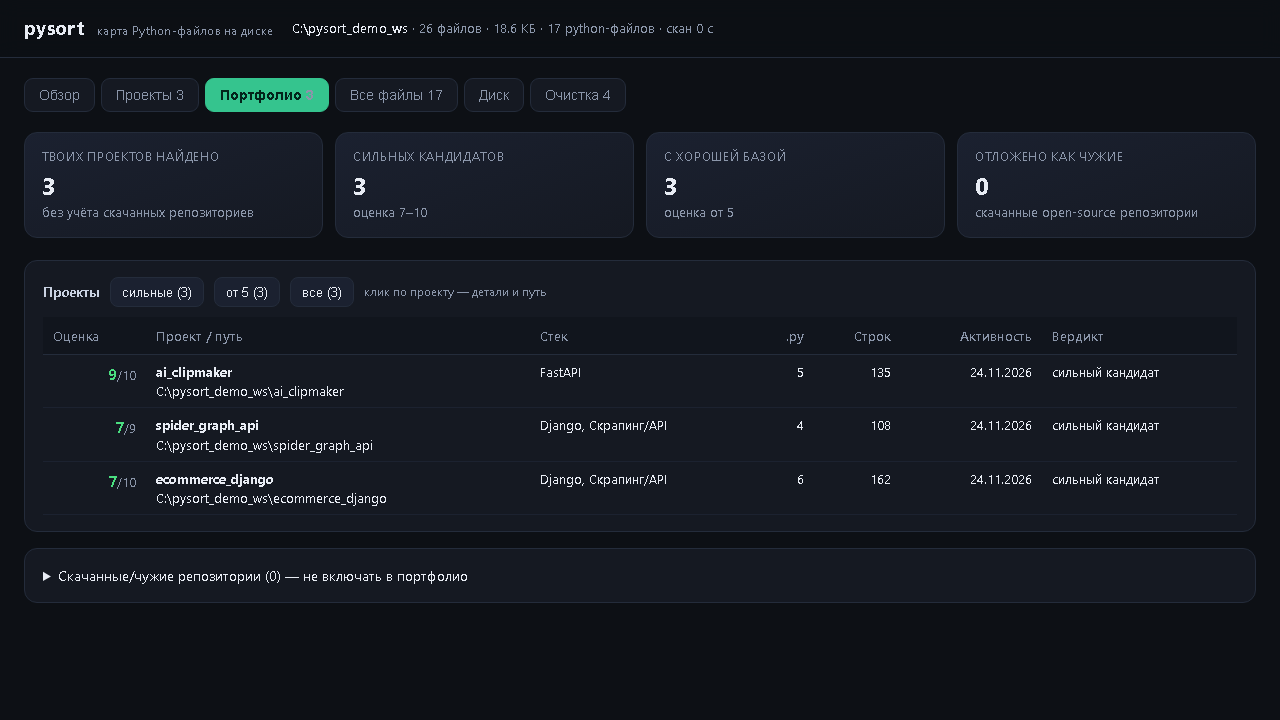 pysort карта Python-файлов на диске C:\pysort_demo_ws · 26 файлов · 18.6 КБ · 17 python-файлов · скан 0 с
Обзор Проекты 3 Портфолио Все файлы 17 Диск Очистка 4
ТВОИХ ПРОЕКТОВ НАЙДЕНО
3
без учёта скачанных репозиториев
СИЛЬНЫХ КАНДИДАТОВ
3
оценка 7–10
С ХОРОШЕЙ БАЗОЙ
3
оценка от 5
ОТЛОЖЕНО КАК ЧУЖИЕ
0
скачанные open-source репозитории
Проекты сильные (3) от 5 (3) все (3) клик по проекту — детали и путь
Оценка Проект / путь Стек .py Строк Активность Вердикт
9/10 ai_clipmaker FastAPI 5 135 24.11.2026 сильный кандидат
C:\pysort_demo_ws\ai_clipmaker
7/9 spider_graph_api Django, Скрапинг/API 4 108 24.11.2026 сильный кандидат
C:\pysort_demo_ws\spider_graph_api
7/10 ecommerce_django Django, Скрапинг/API 6 162 24.11.2026 сильный кандидат
C:\pysort_demo_ws\ecommerce_django
▶ Скачанные/чужие репозитории (0) — не включать в портфолио